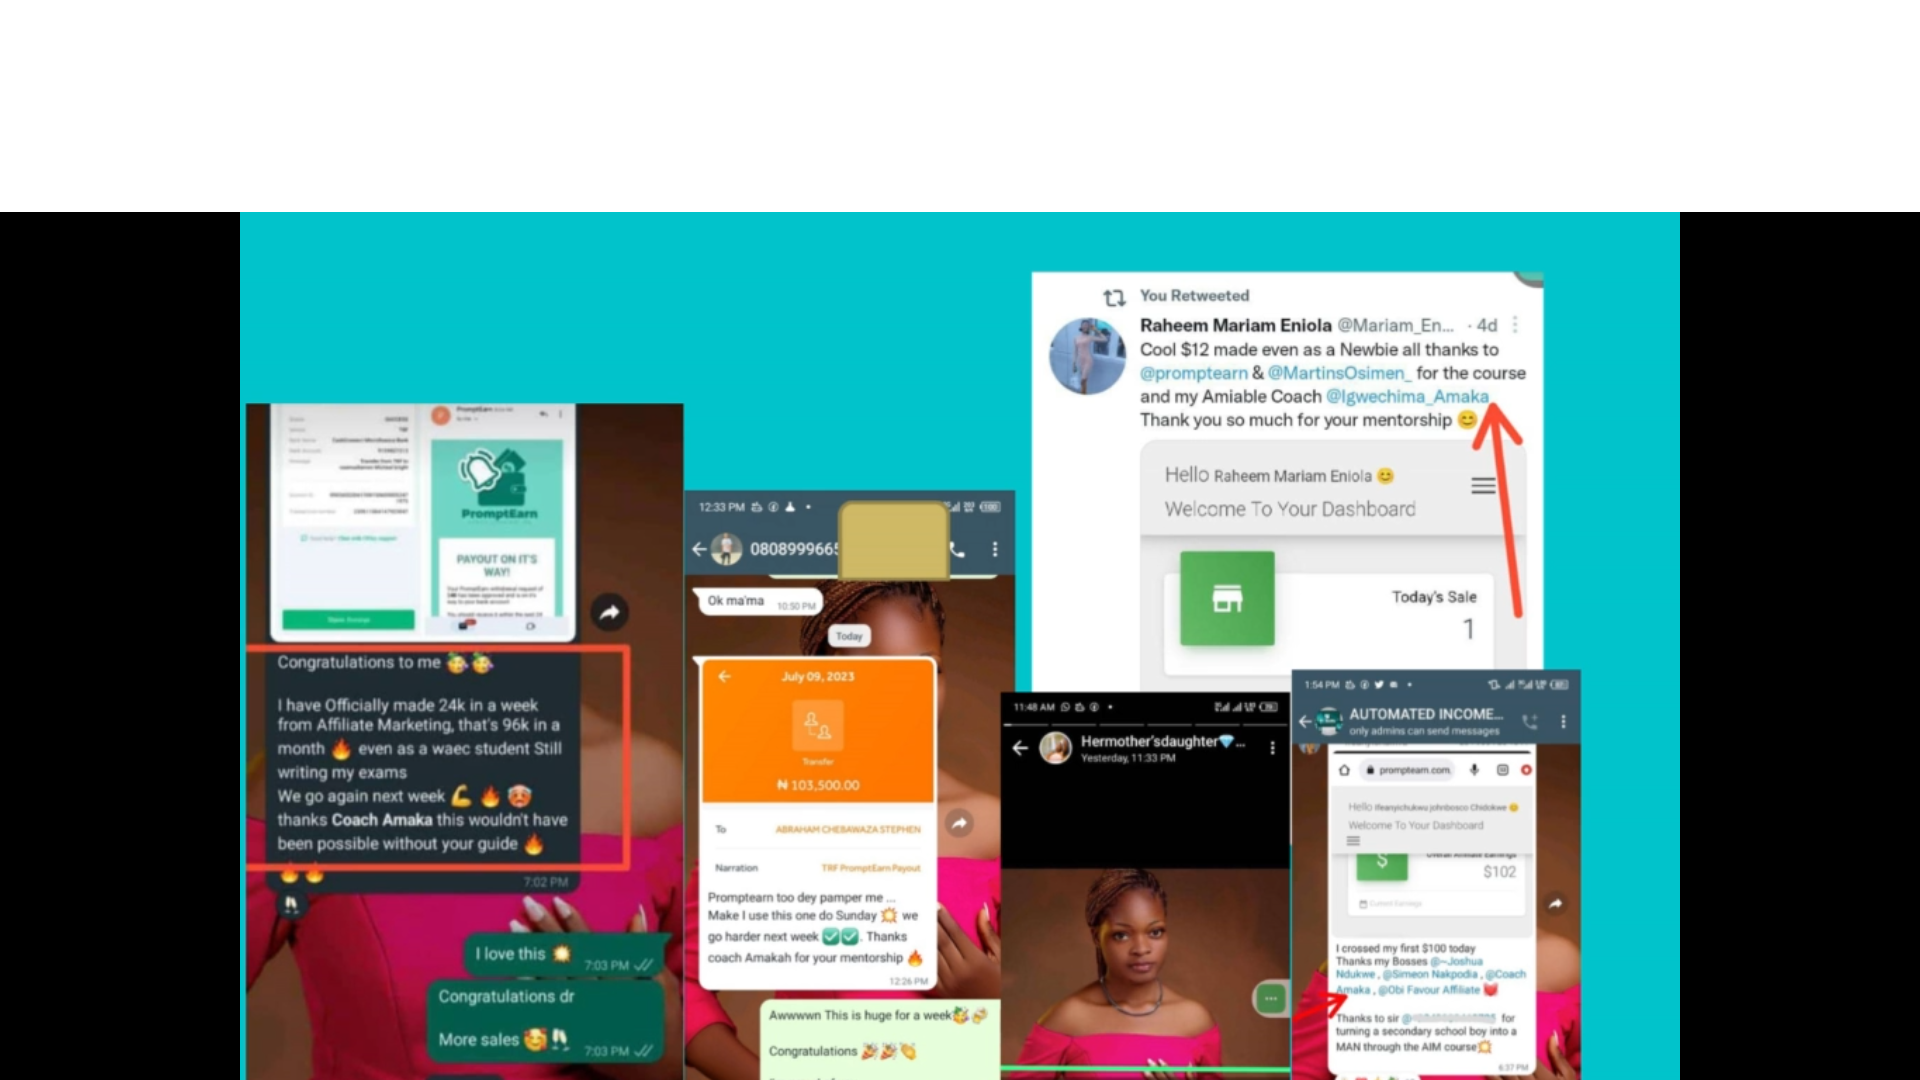 You Retweeted
Raheem Mariam Eniola @Mariam_En... · 4d
Cool $12 made even as a Newbie all thanks to
@promptearn & @MartinsOsimen_ for the course
and my Amiable Coach @Igwechima_Amaka
Thank you so much for your mentorship 😊
Hello Raheem Mariam Eniola 😊
Welcome To Your Dashboard
Today's Sale
1
PromptEarn
PromptEarn
PAYOUT ON IT'S
WAY!
Congratulations to me 🥳🥳
I have Officially made 24k in a week
from Affiliate Marketing, that's 96k in a
month 🔥 even as a waec student Still
writing my exams
We go again next week 💪 🔥 🥵
thanks Coach Amaka this wouldn't have
been possible without your guide 🔥
🔥🔥
7:02 PM
I love this 💥
7:03 PM
Congratulations dr
More sales 🥰🥂
7:03 PM
12:33 PM
080899966
Ok ma'ma 10:50 PM
Today
July 09, 2023
Transfer
₦ 103,500.00
To ABRAHAM CHEBAWAZA STEPHEN
Narration TRF PromptEarn Payout
Promptearn too dey pamper me ...
Make I use this one do Sunday 💥 we
go harder next week ✅✅. Thanks
coach Amakah for your mentorship 🔥
12:26 PM
Awwwwn This is huge for a week🥳🎉
Congratulations 🎉🎉👏
11:48 AM
Hermother'sdaughter💎...
Yesterday, 11:33 PM
1:54 PM
AUTOMATED INCOME...
only admins can send messages
promptearn.com
Hello Ifeanyichukwu johnbosco Chidokwe 😊
Welcome To Your Dashboard
$
Overall Affiliate Earnings
$102
Current Earnings
I crossed my first $100 today
Thanks my Bosses @~Joshua
Ndukwe , @Simeon Nakpodia , @Coach
Amaka , @Obi Favour Affiliate ❤️
Thanks to sir @ for
turning a secondary school boy into a
MAN through the AIM course💥
6:37 PM